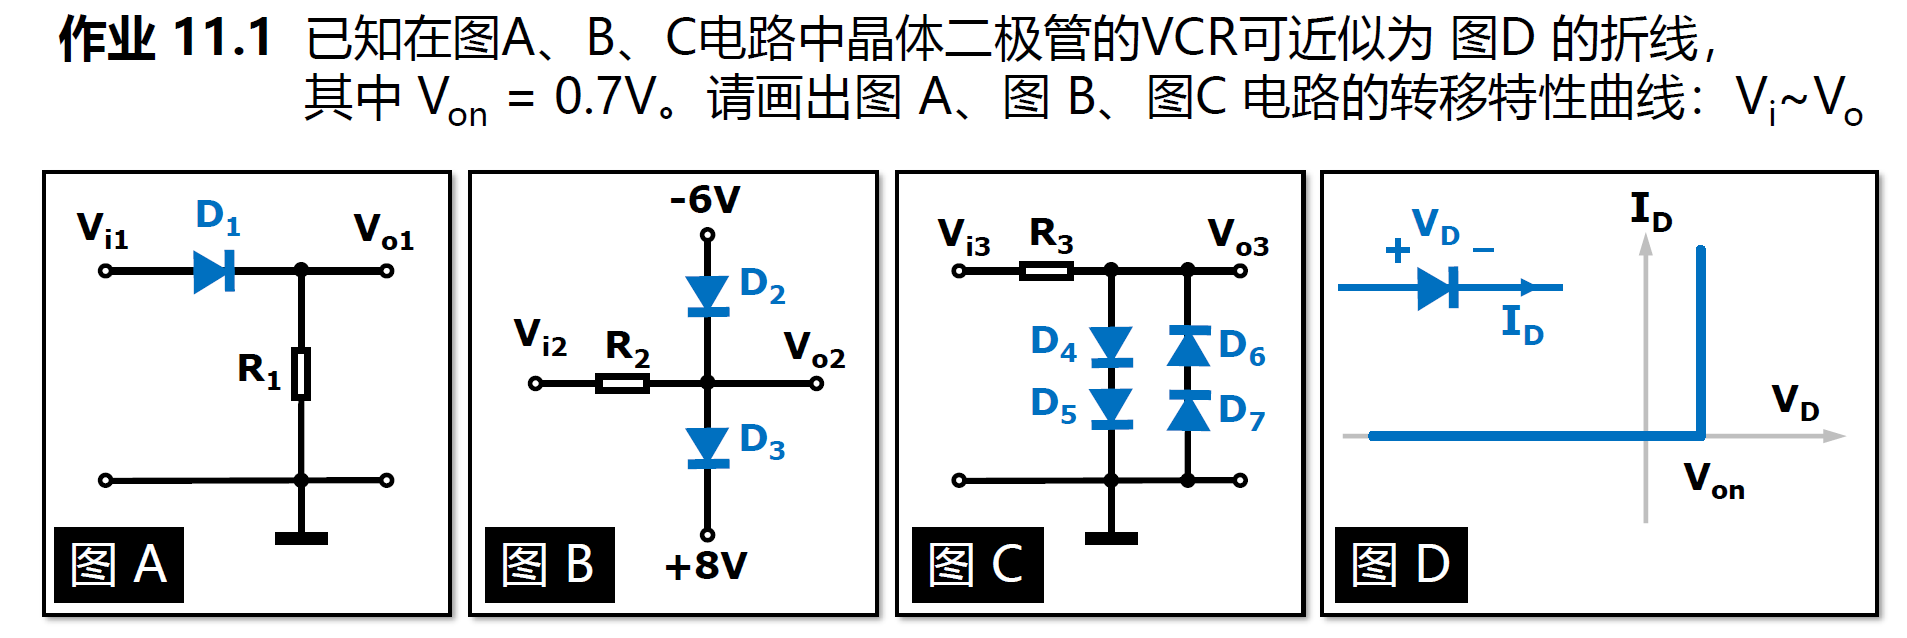 作业 11.1 已知在图A、B、C电路中晶体二极管的VCR可近似为 图D 的折线，
其中 Von = 0.7V。请画出图 A、图 B、图C 电路的转移特性曲线：Vi~Vo
Vi1
D1
Vo1
R1
图 A
-6V
D2
Vi2
R2
Vo2
D3
+8V
图 B
Vi3
R3
Vo3
D4
D6
D5
D7
图 C
+ VD −
ID
ID
VD
Von
图 D